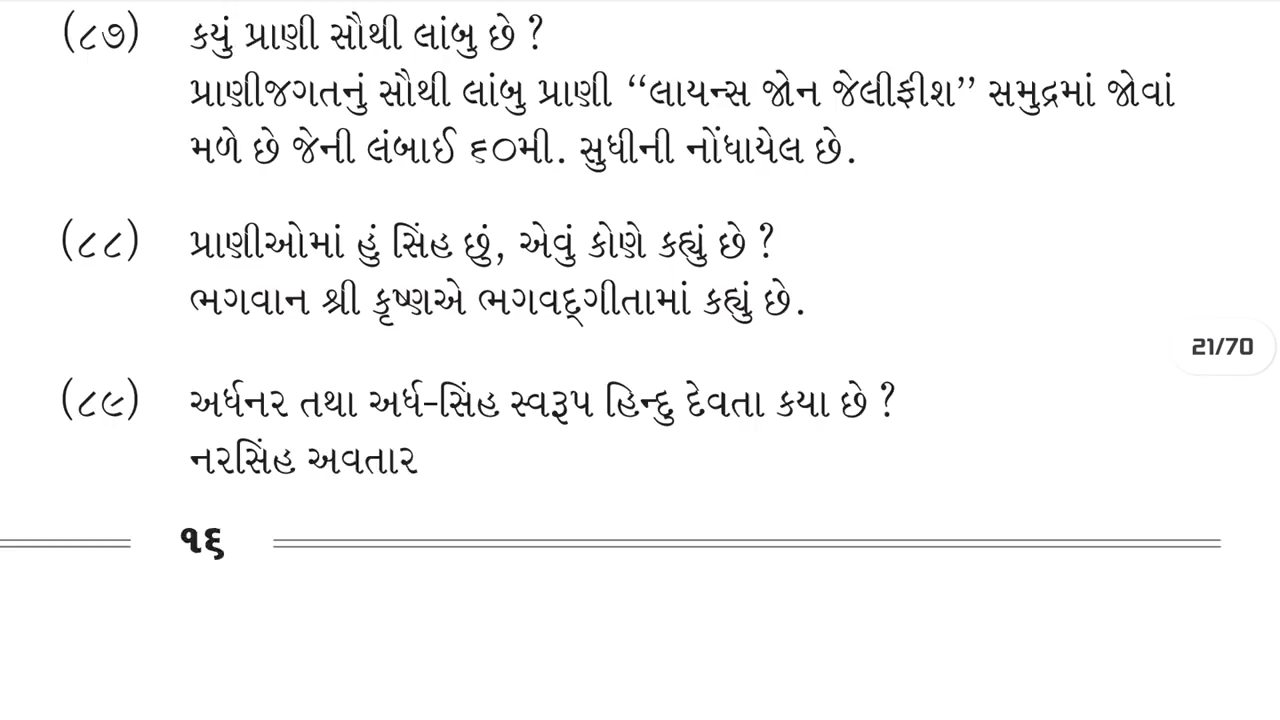 (૮૭) કયું પ્રાણી સૌથી લાંબુ છે ?
પ્રાણીજગતનું સૌથી લાંબુ પ્રાણી “લાયન્સ જોન જેલીફીશ” સમુદ્રમાં જોવાં
મળે છે જેની લંબાઈ ૬૦મી. સુધીની નોંધાયેલ છે.
(૮૮) પ્રાણીઓમાં હું સિંહ છું, એવું કોણે કહ્યું છે ?
ભગવાન શ્રી કૃષ્ણએ ભગવદ્‌ગીતામાં કહ્યું છે.
21/70
(૮૯) અર્ધનર તથા અર્ધ-સિંહ સ્વરૂપ હિન્દુ દેવતા કયા છે ?
નરસિંહ અવતાર
૧૬